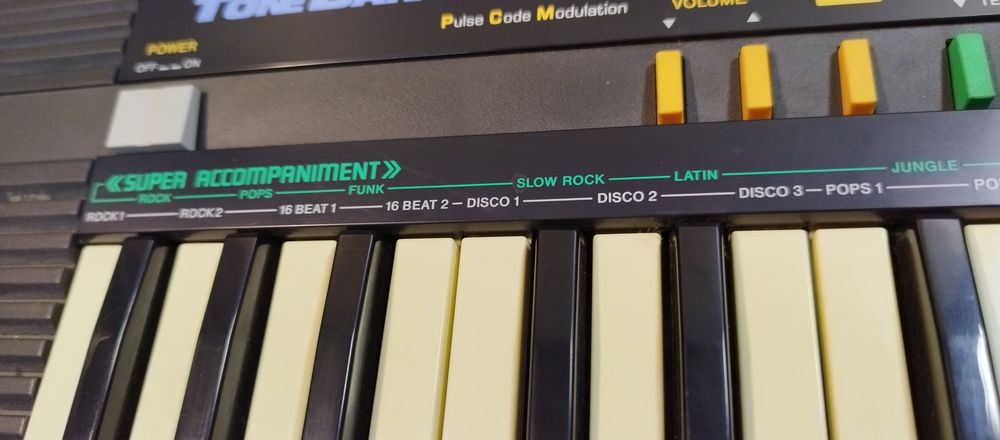 TONE
Pulse Code Modulation
VOLUME
POWER
OFF ON
SUPER ACCOMPANIMENT
ROCK POPS FUNK SLOW ROCK LATIN JUNGLE
ROCK1 ROCK2 16 BEAT 1 16 BEAT 2 DISCO 1 DISCO 2 DISCO 3 POPS 1